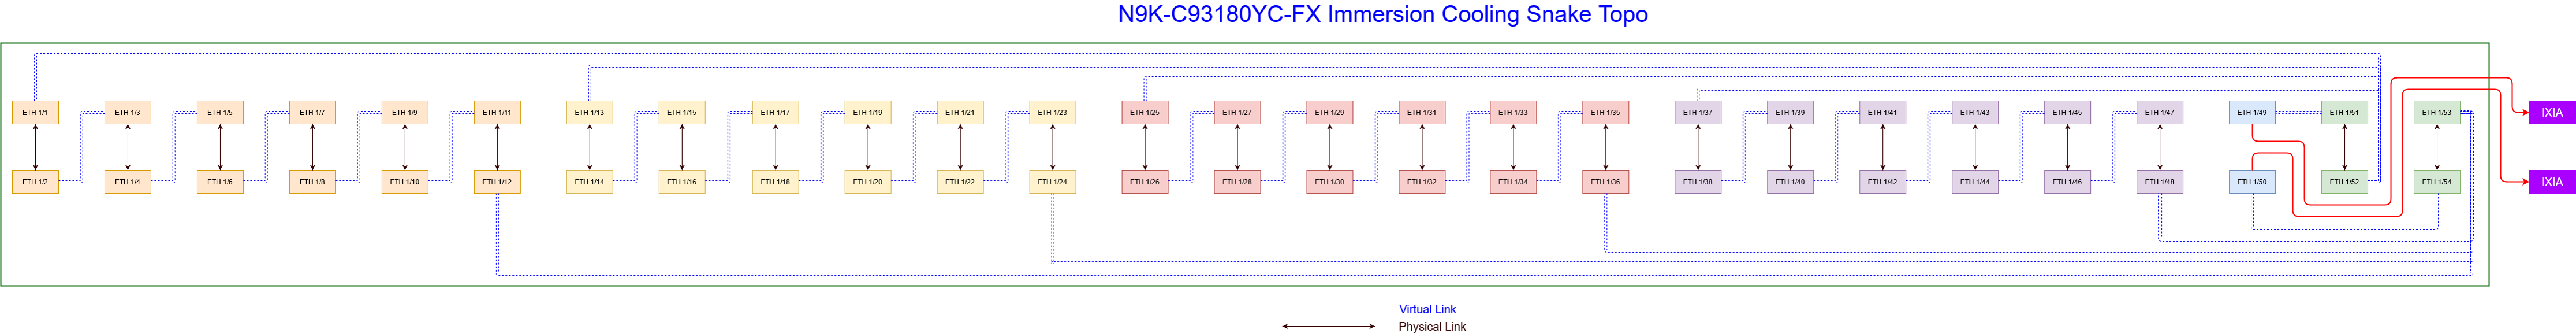 N9K-C93180YC-FX Immersion Cooling Snake Topo
ETH 1/1
ETH 1/3
ETH 1/5
ETH 1/7
ETH 1/9
ETH 1/11
ETH 1/13
ETH 1/15
ETH 1/17
ETH 1/19
ETH 1/21
ETH 1/23
ETH 1/25
ETH 1/27
ETH 1/29
ETH 1/31
ETH 1/33
ETH 1/35
ETH 1/37
ETH 1/39
ETH 1/41
ETH 1/43
ETH 1/45
ETH 1/47
ETH 1/49
ETH 1/51
ETH 1/53
IXIA
ETH 1/2
ETH 1/4
ETH 1/6
ETH 1/8
ETH 1/10
ETH 1/12
ETH 1/14
ETH 1/16
ETH 1/18
ETH 1/20
ETH 1/22
ETH 1/24
ETH 1/26
ETH 1/28
ETH 1/30
ETH 1/32
ETH 1/34
ETH 1/36
ETH 1/38
ETH 1/40
ETH 1/42
ETH 1/44
ETH 1/46
ETH 1/48
ETH 1/50
ETH 1/52
ETH 1/54
IXIA
Virtual Link
Physical Link